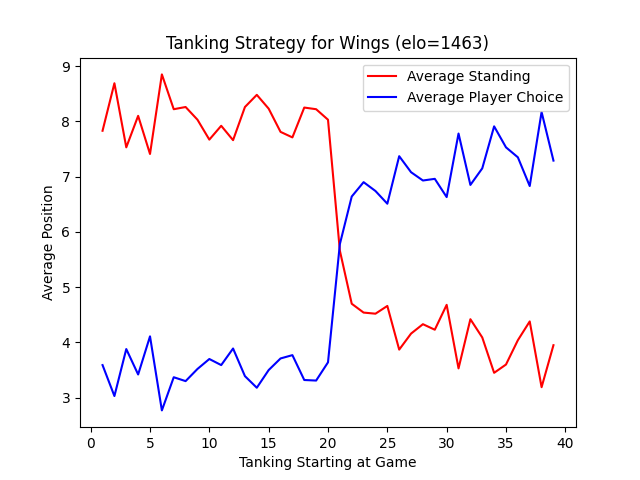 Tanking Strategy for Wings (elo=1463)
Average Standing
Average Player Choice
Average Position
9
8
7
6
5
4
3
0 5 10 15 20 25 30 35 40
Tanking Starting at Game